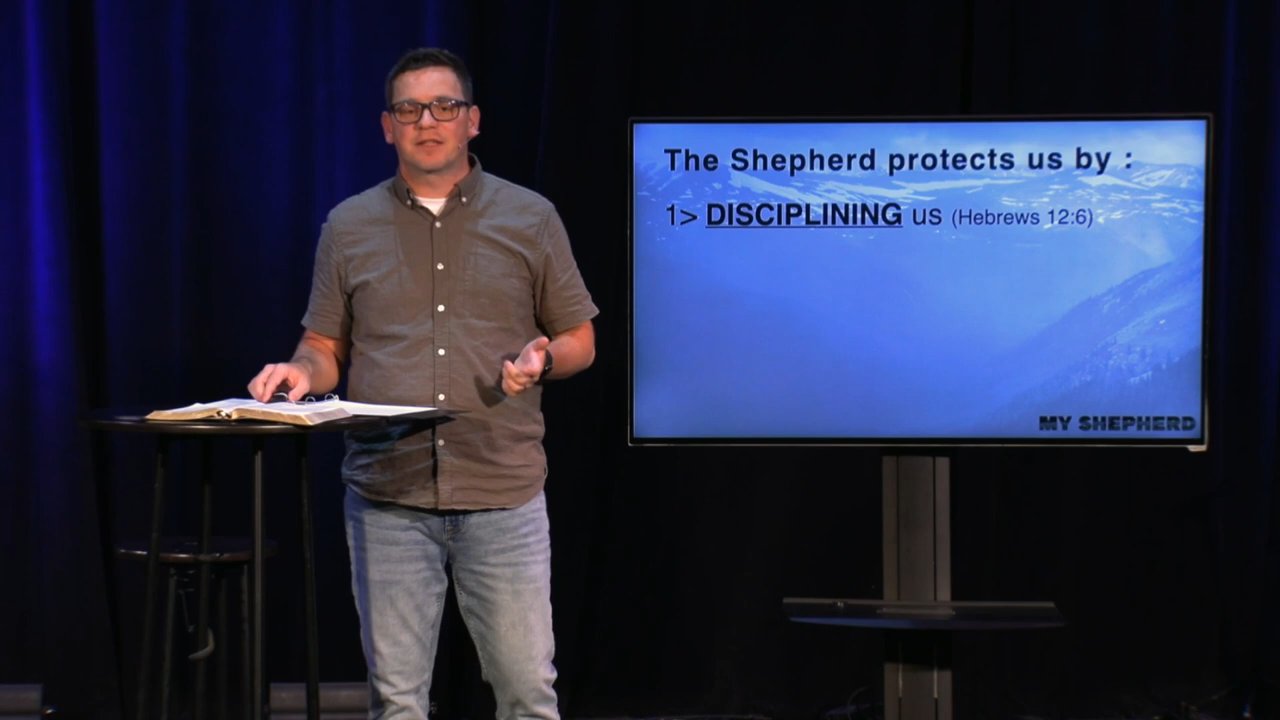 The Shepherd protects us by :
1> DISCIPLINING us (Hebrews 12:6)
MY SHEPHERD